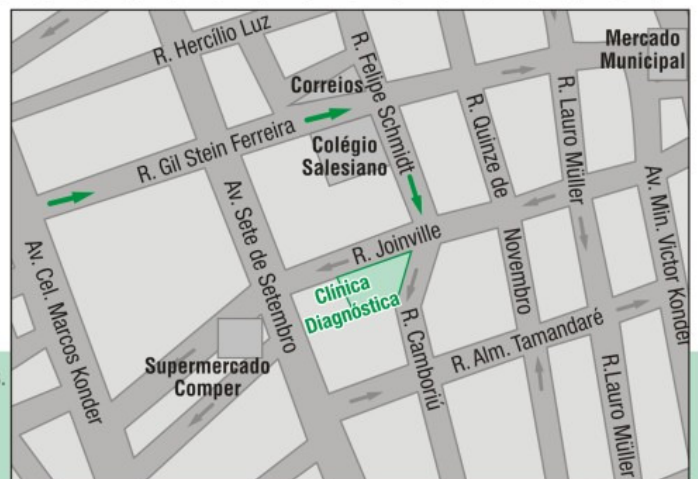 R. Hercílio Luz
R. Felipe Schmidt
Mercado
Municipal
Correios
R. Gil Stein Ferreira
Colégio
Salesiano
R. Quinze de
Novembro
R. Lauro Müller
Av. Min. Victor Konder
Av. Sete de Setembro
R. Joinville
Av. Cel. Marcos Konder
Clínica
Diagnóstica
R. Camboriú
R. Alm. Tamandaré
Supermercado
Comper
R.Lauro Müller